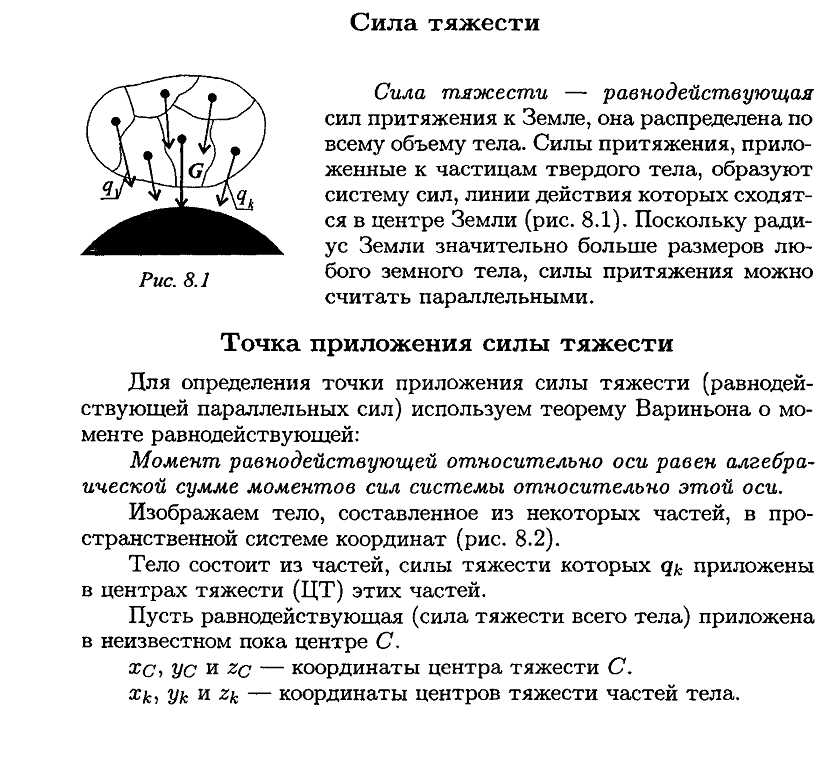 Сила тяжести
G
q1
qk
Рис. 8.1
Сила тяжести — равнодействующая
сил притяжения к Земле, она распределена по
всему объему тела. Силы притяжения, прило-
женные к частицам твердого тела, образуют
систему сил, линии действия которых сходят-
ся в центре Земли (рис. 8.1). Поскольку ради-
ус Земли значительно больше размеров лю-
бого земного тела, силы притяжения можно
считать параллельными.
Точка приложения силы тяжести
Для определения точки приложения силы тяжести (равнодей-
ствующей параллельных сил) используем теорему Вариньона о мо-
менте равнодействующей:
Момент равнодействующей относительно оси равен алгебра-
ической сумме моментов сил системы относительно этой оси.
Изображаем тело, составленное из некоторых частей, в про-
странственной системе координат (рис. 8.2).
Тело состоит из частей, силы тяжести которых qk приложены
в центрах тяжести (ЦТ) этих частей.
Пусть равнодействующая (сила тяжести всего тела) приложена
в неизвестном пока центре C.
xC, yC и zC — координаты центра тяжести C.
xk, yk и zk — координаты центров тяжести частей тела.